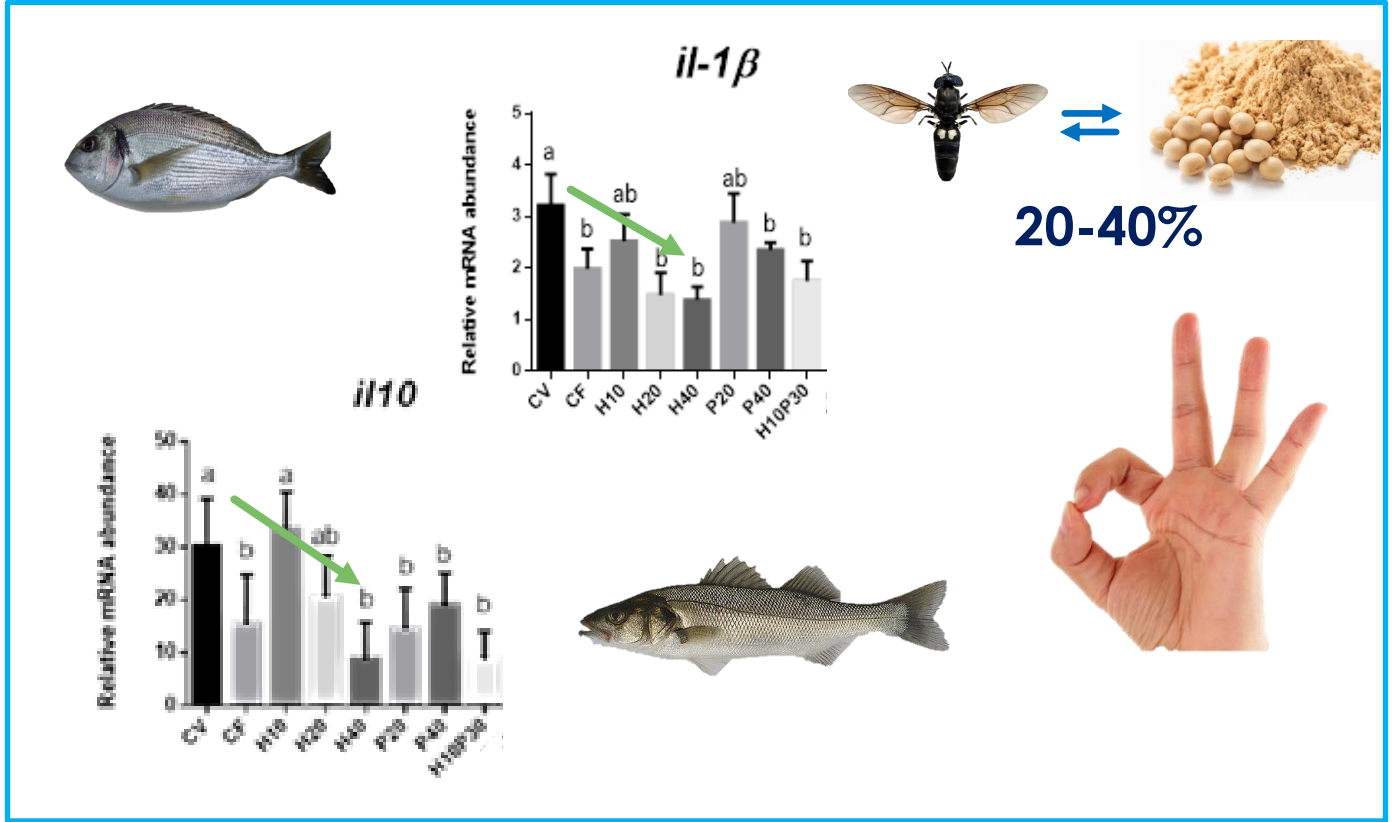 il-1β
Relative mRNA abundance
5
4
3
2
1
0
a
b
ab
b
b
ab
b
b
CV
CF
H10
H20
H40
P20
P40
H10P30
20-40%
il10
Relative mRNA abundance
50
40
30
20
10
0
a
b
a
ab
b
b
b
b
CV
CF
H10
H20
H40
P20
P40
H10P30